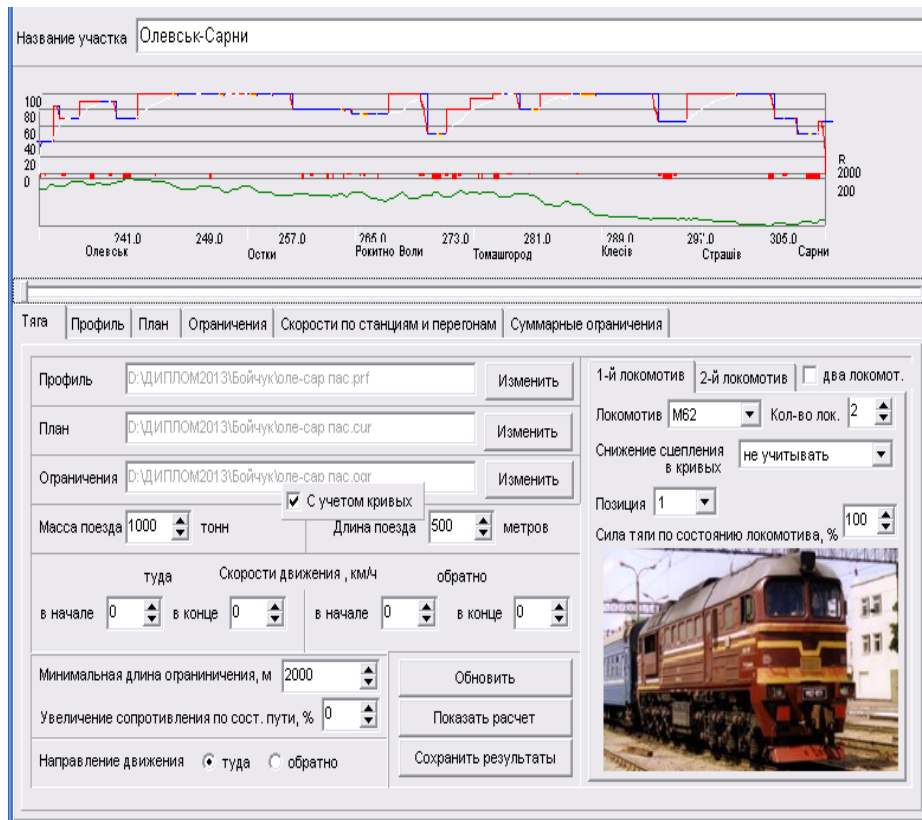 Название участка Олевськ-Сарни
100
80
60
40
20
0
R
2000
200
241.0 249.0 257.0 265.0 273.0 281.0 289.0 297.0 305.0
Олевськ Остки Рокитно Воли Томашгород Клесів Страшів Сарни
Тяга Профиль План Ограничения Скорости по станциям и перегонам Суммарные ограничения
Профиль D:\ДИПЛОМ2013\Бойчук\оле-сар пас.prf Изменить
План D:\ДИПЛОМ2013\Бойчук\оле-сар пас.cur Изменить
Ограничения D:\ДИПЛОМ2013\Бойчук\оле-сар пас.ogr Изменить
С учетом кривых
Масса поезда 1000 тонн Длина поезда 500 метров
туда Скорости движения , км/ч обратно
в начале 0 в конце 0 в начале 0 в конце 0
Минимальная длина ограниничения, м 2000
Увеличение сопротивления по сост. пути, % 0
Направление движения туда обратно
Обновить
Показать расчет
Сохранить результаты
1-й локомотив 2-й локомотив два локомот.
Локомотив М62 Кол-во лок. 2
Снижение сцепления в кривых не учитывать
Позиция 1
Сила тяги по состоянию локомотива, % 100